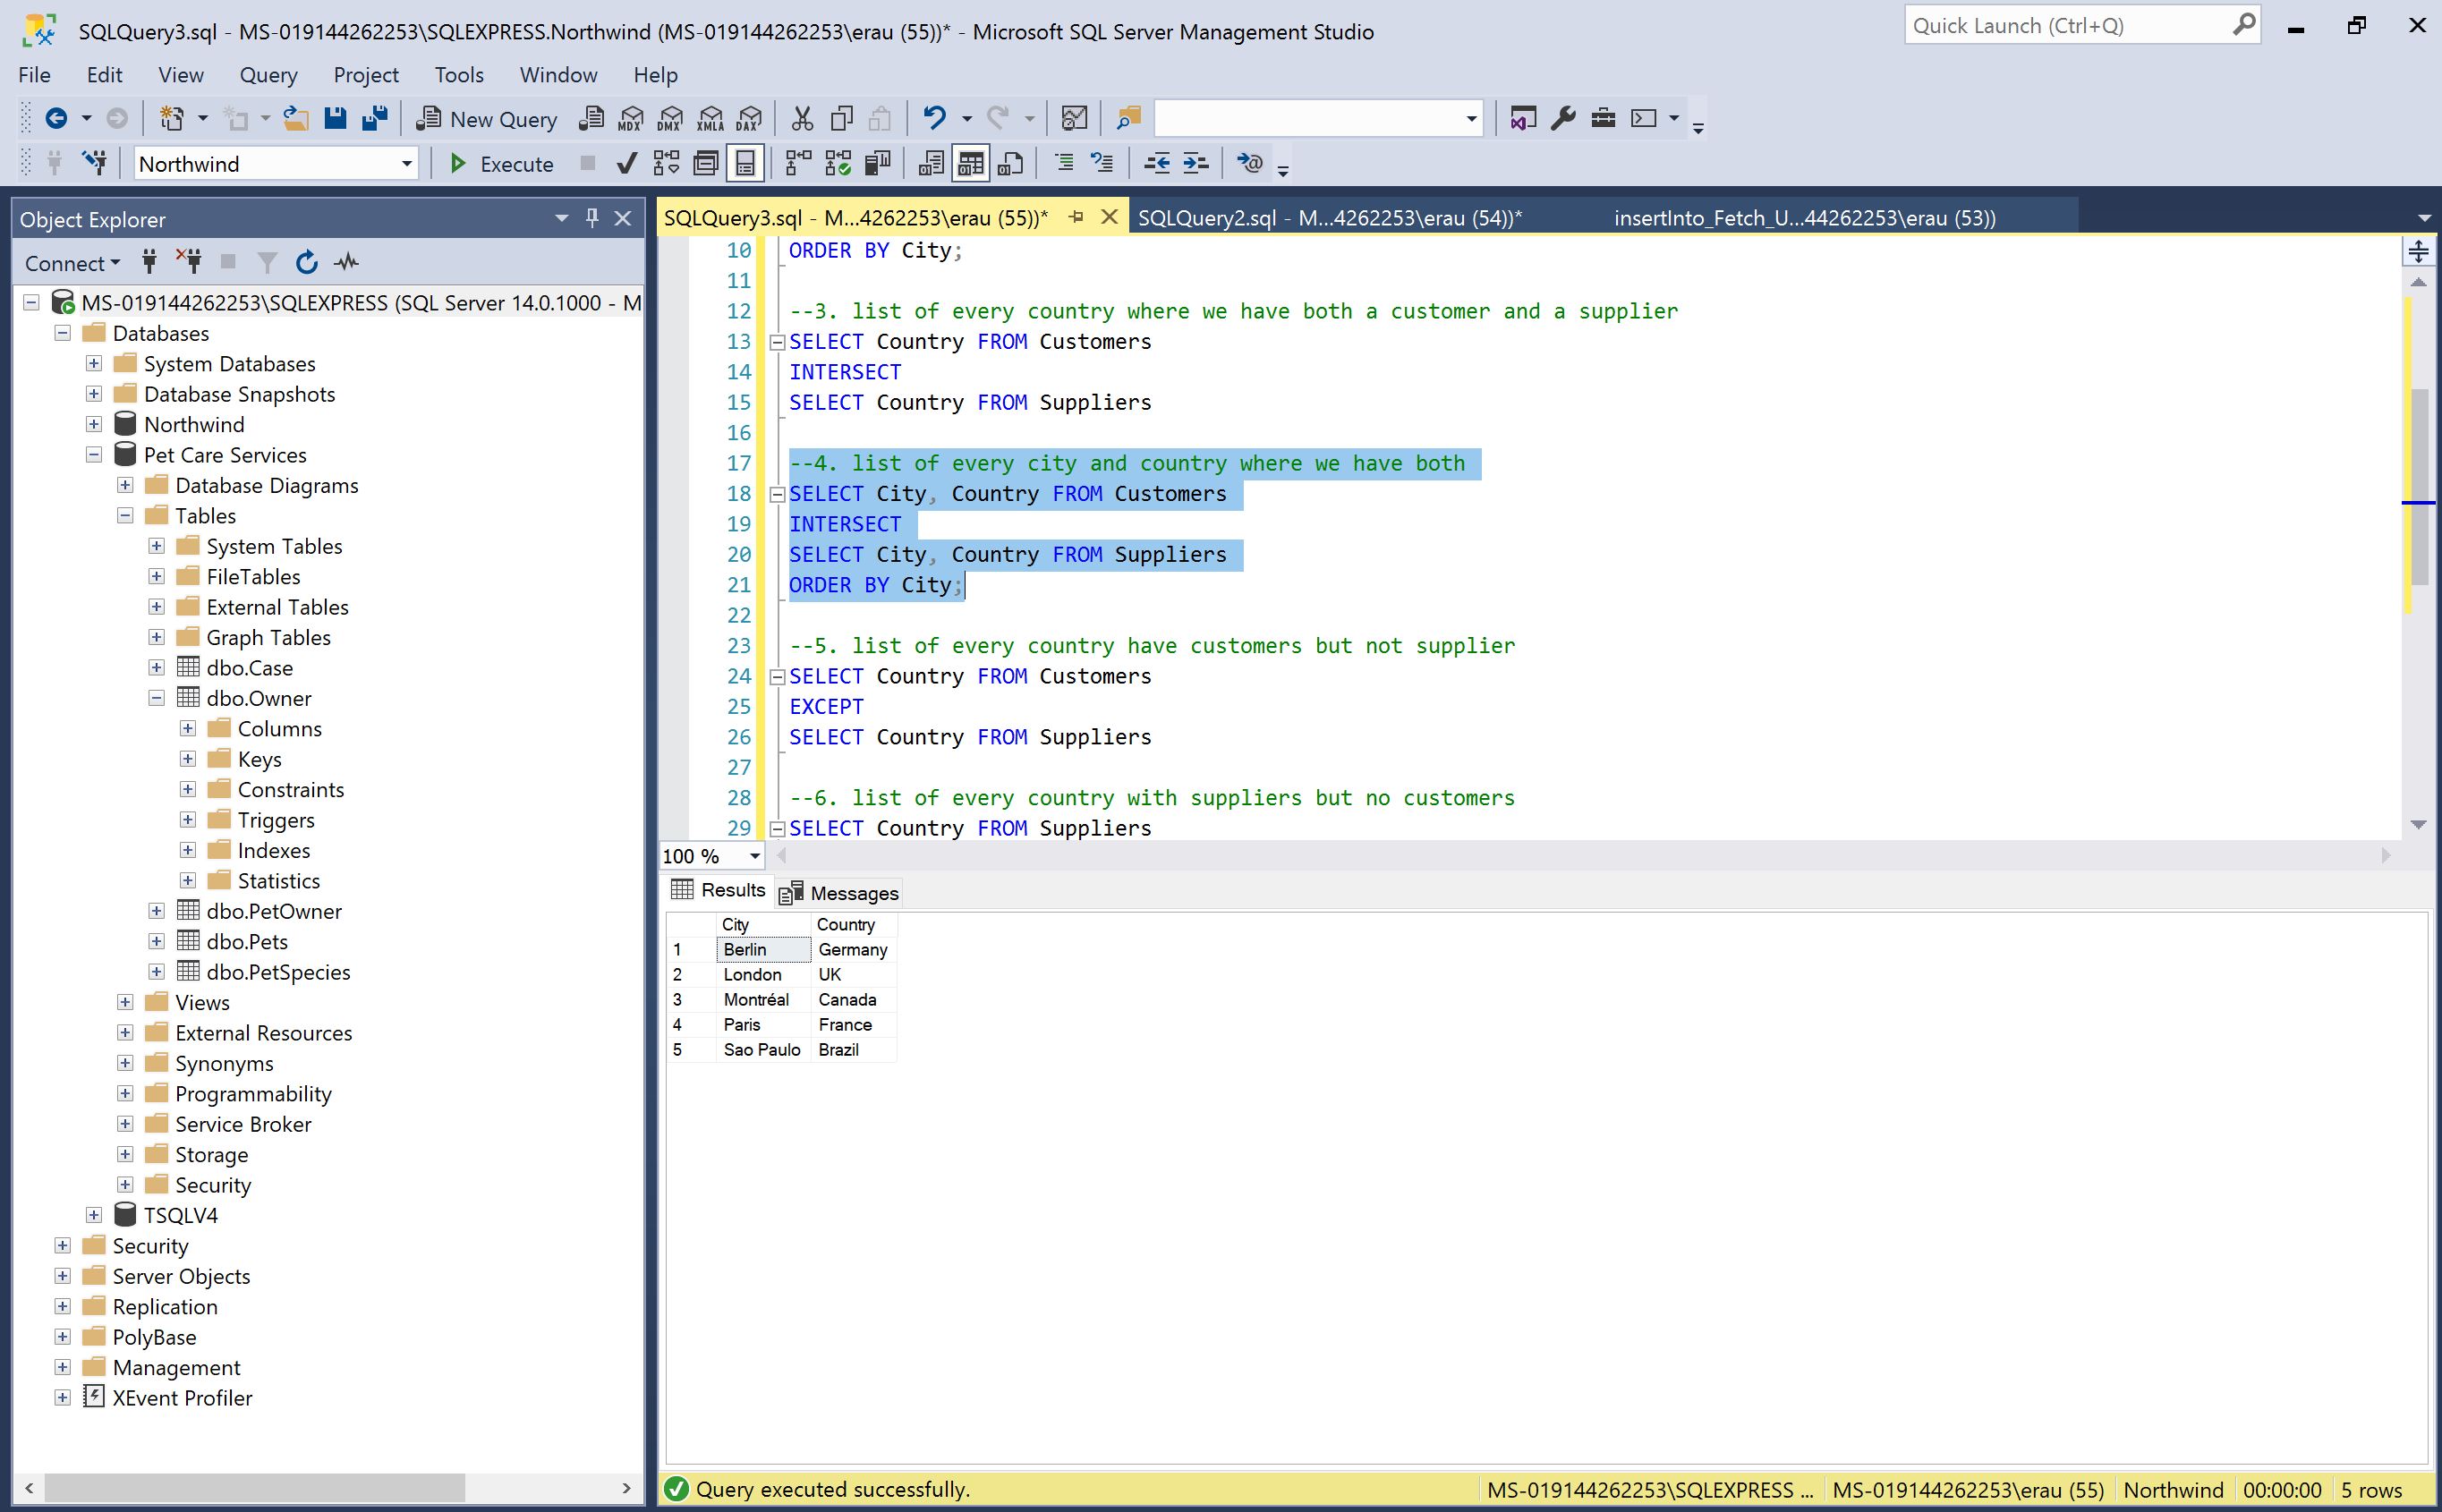 SQLQuery3.sql - MS-019144262253\SQLEXPRESS.Northwind (MS-019144262253\erau (55))* - Microsoft SQL Server Management Studio
Quick Launch (Ctrl+Q)
File Edit View Query Project Tools Window Help
New Query MDX DMX XMLA DAX
Northwind Execute
Object Explorer
Connect
MS-019144262253\SQLEXPRESS (SQL Server 14.0.1000 - M
Databases
System Databases
Database Snapshots
Northwind
Pet Care Services
Database Diagrams
Tables
System Tables
FileTables
External Tables
Graph Tables
dbo.Case
dbo.Owner
Columns
Keys
Constraints
Triggers
Indexes
Statistics
dbo.PetOwner
dbo.Pets
dbo.PetSpecies
Views
External Resources
Synonyms
Programmability
Service Broker
Storage
Security
TSQLV4
Security
Server Objects
Replication
PolyBase
Management
XEvent Profiler
SQLQuery3.sql - M...4262253\erau (55))* SQLQuery2.sql - M...4262253\erau (54))* insertInto_Fetch_U...44262253\erau (53))
10 ORDER BY City;
11
12 --3. list of every country where we have both a customer and a supplier
13 SELECT Country FROM Customers
14 INTERSECT
15 SELECT Country FROM Suppliers
16
17 --4. list of every city and country where we have both
18 SELECT City, Country FROM Customers
19 INTERSECT
20 SELECT City, Country FROM Suppliers
21 ORDER BY City;
22
23 --5. list of every country have customers but not supplier
24 SELECT Country FROM Customers
25 EXCEPT
26 SELECT Country FROM Suppliers
27
28 --6. list of every country with suppliers but no customers
29 SELECT Country FROM Suppliers
100 %
Results Messages
City Country
1 Berlin Germany
2 London UK
3 Montréal Canada
4 Paris France
5 Sao Paulo Brazil
Query executed successfully. MS-019144262253\SQLEXPRESS ... MS-019144262253\erau (55) Northwind 00:00:00 5 rows